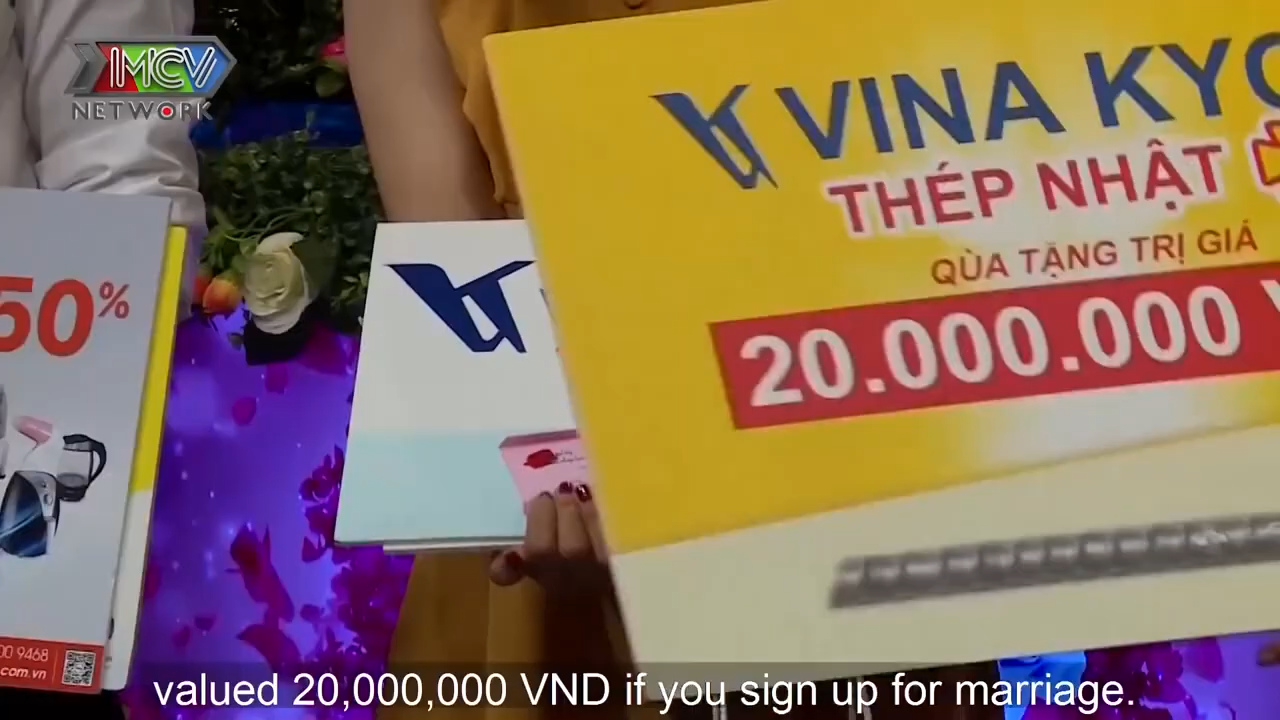 MCV
NETWORK
VINA KYO
THÉP NHẬT
QÙA TẶNG TRỊ GIÁ
20.000.000 V
50%
00 9468
.com.vn
valued 20,000,000 VND if you sign up for marriage.